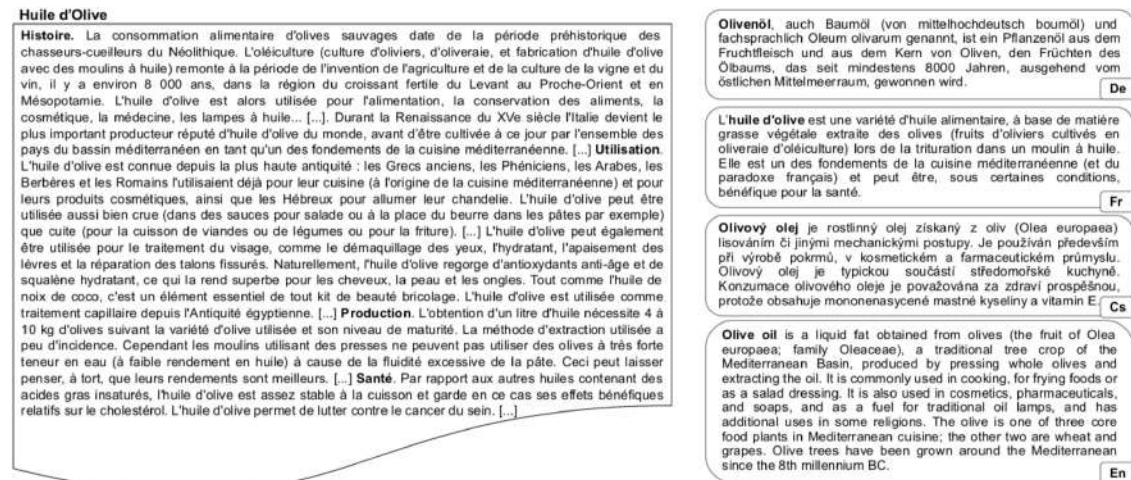 Huile d'Olive
Histoire. La consommation alimentaire d'olives sauvages date de la période préhistorique des
chasseurs-cueilleurs du Néolithique. L'oléiculture (culture d'oliviers, d'oliveraie, et fabrication d'huile d'olive
avec des moulins à huile) remonte à la période de l'invention de l'agriculture et de la culture de la vigne et du
vin, il y a environ 8 000 ans, dans la région du croissant fertile du Levant au Proche-Orient et en
Mésopotamie. L'huile d'olive est alors utilisée pour l'alimentation, la conservation des aliments, la
cosmétique, la médecine, les lampes à huile... [...]. Durant la Renaissance du XVe siècle l'Italie devient le
plus important producteur réputé d'huile d'olive du monde, avant d'être cultivée à ce jour par l'ensemble des
pays du bassin méditerranéen en tant qu'un des fondements de la cuisine méditerranéenne. [...] Utilisation.
L'huile d'olive est connue depuis la plus haute antiquité : les Grecs anciens, les Phéniciens, les Arabes, les
Berbères et les Romains l'utilisaient déjà pour leur cuisine (à l'origine de la cuisine méditerranéenne) et pour
leurs produits cosmétiques, ainsi que les Hébreux pour allumer leur chandelie. L'huile d'olive peut être
utilisée aussi bien crue (dans des sauces pour salade ou à la place du beurre dans les pâtes par exemple)
que cuite (pour la cuisson de viandes ou de légumes ou pour la friture). [...] L'huile d'olive peut également
être utilisée pour le traitement du visage, comme le démaquillage des yeux, l'hydratant, l'apaisement des
lèvres et la réparation des talons fissurés. Naturellement, l'huile d'olive regorge d'antioxydants anti-âge et de
squalène hydratant, ce qui la rend superbe pour les cheveux, la peau et les ongles. Tout comme l'huile de
noix de coco, c'est un élément essentiel de tout kit de beauté bricolage. L'huile d'olive est utilisée comme
traitement capillaire depuis l'Antiquité égyptienne. [...] Production. L'obtention d'un litre d'huile nécessite 4 à
10 kg d'olives suivant la variété d'olive utilisée et son niveau de maturité. La méthode d'extraction utilisée a
peu d'incidence. Cependant les moulins utilisant des presses ne peuvent pas utiliser des olives à très forte
teneur en eau (à faible rendement en huile) à cause de la fluidité excessive de la pâte. Ceci peut laisser
penser, à tort, que leurs rendements sont meilleurs. [...] Santé. Par rapport aux autres huiles contenant des
acides gras insaturés, l'huile d'olive est assez stable à la cuisson et garde en ce cas ses effets bénéfiques
relatifs sur le cholestérol. L'huile d'olive permet de lutter contre le cancer du sein. [...]
Olivenöl, auch Baumöl (von mittelhochdeutsch boumöl) und
fachsprachlich Oleum olivarum genannt, ist ein Pflanzenöl aus dem
Fruchtfleisch und aus dem Kern von Oliven, den Früchten des
Ölbaums, das seit mindestens 8000 Jahren, ausgehend vom
östlichen Mittelmeerraum, gewonnen wird.
De
L'huile d'olive est une variété d'huile alimentaire, à base de matière
grasse végétale extraite des olives (fruits d'oliviers cultivés en
oliveraie d'oléiculture) lors de la trituration dans un moulin à huile.
Elle est un des fondements de la cuisine méditerranéenne (et du
paradoxe français) et peut être, sous certaines conditions,
bénéfique pour la santé.
Fr
Olivový olej je rostlinný olej získaný z oliv (Olea europaea)
lisováním či jinými mechanickými postupy. Je používán především
při výrobě pokrmů, v kosmetickém a farmaceutickém průmyslu.
Olivový olej je typickou součástí středomořské kuchyně.
Konzumace olivového oleje je považována za zdraví prospěšnou,
protože obsahuje mononenasycené mastné kyseliny a vitamin E.
Cs
Olive oil is a liquid fat obtained from olives (the fruit of Olea
europaea; family Oleaceae), a traditional tree crop of the
Mediterranean Basin, produced by pressing whole olives and
extracting the oil. It is commonly used in cooking, for frying foods or
as a salad dressing. It is also used in cosmetics, pharmaceuticals,
and soaps, and as a fuel for traditional oil lamps, and has
additional uses in some religions. The olive is one of three core
food plants in Mediterranean cuisine; the other two are wheat and
grapes. Olive trees have been grown around the Mediterranean
since the 8th millennium BC.
En